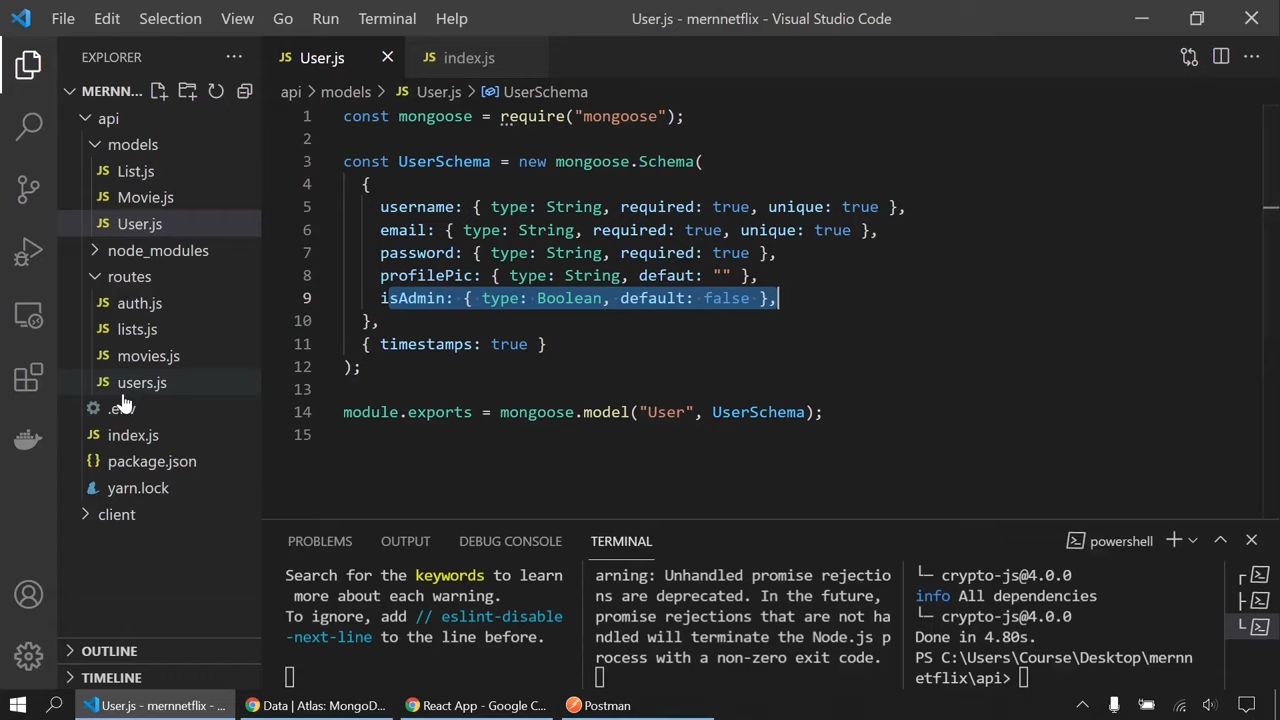 File Edit Selection View Go Run Terminal Help
User.js - mernnetflix - Visual Studio Code
EXPLORER
User.js
index.js
MERNN...
api > models > User.js > UserSchema
api
models
List.js
Movie.js
User.js
node_modules
routes
auth.js
lists.js
movies.js
users.js
index.js
package.json
yarn.lock
client
OUTLINE
TIMELINE
1 const mongoose = require("mongoose");
2
3 const UserSchema = new mongoose.Schema(
4 {
5 username: { type: String, required: true, unique: true },
6 email: { type: String, required: true, unique: true },
7 password: { type: String, required: true },
8 profilePic: { type: String, defaut: "" },
9 isAdmin: { type: Boolean, default: false },
10 },
11 { timestamps: true }
12 );
13
14 module.exports = mongoose.model("User", UserSchema);
15
PROBLEMS OUTPUT DEBUG CONSOLE TERMINAL
powershell
Search for the keywords to learn
more about each warning.
To ignore, add // eslint-disable
-next-line to the line before.
arning: Unhandled promise rejectio
ns are deprecated. In the future,
promise rejections that are not ha
ndled will terminate the Node.js p
rocess with a non-zero exit code.
└─ crypto-js@4.0.0
info All dependencies
└─ crypto-js@4.0.0
Done in 4.80s.
PS C:\Users\Course\Desktop\mernn
etflix\api>
User.js - mernnetfli...
Data | Atlas: MongoD...
React App - Google C...
Postman